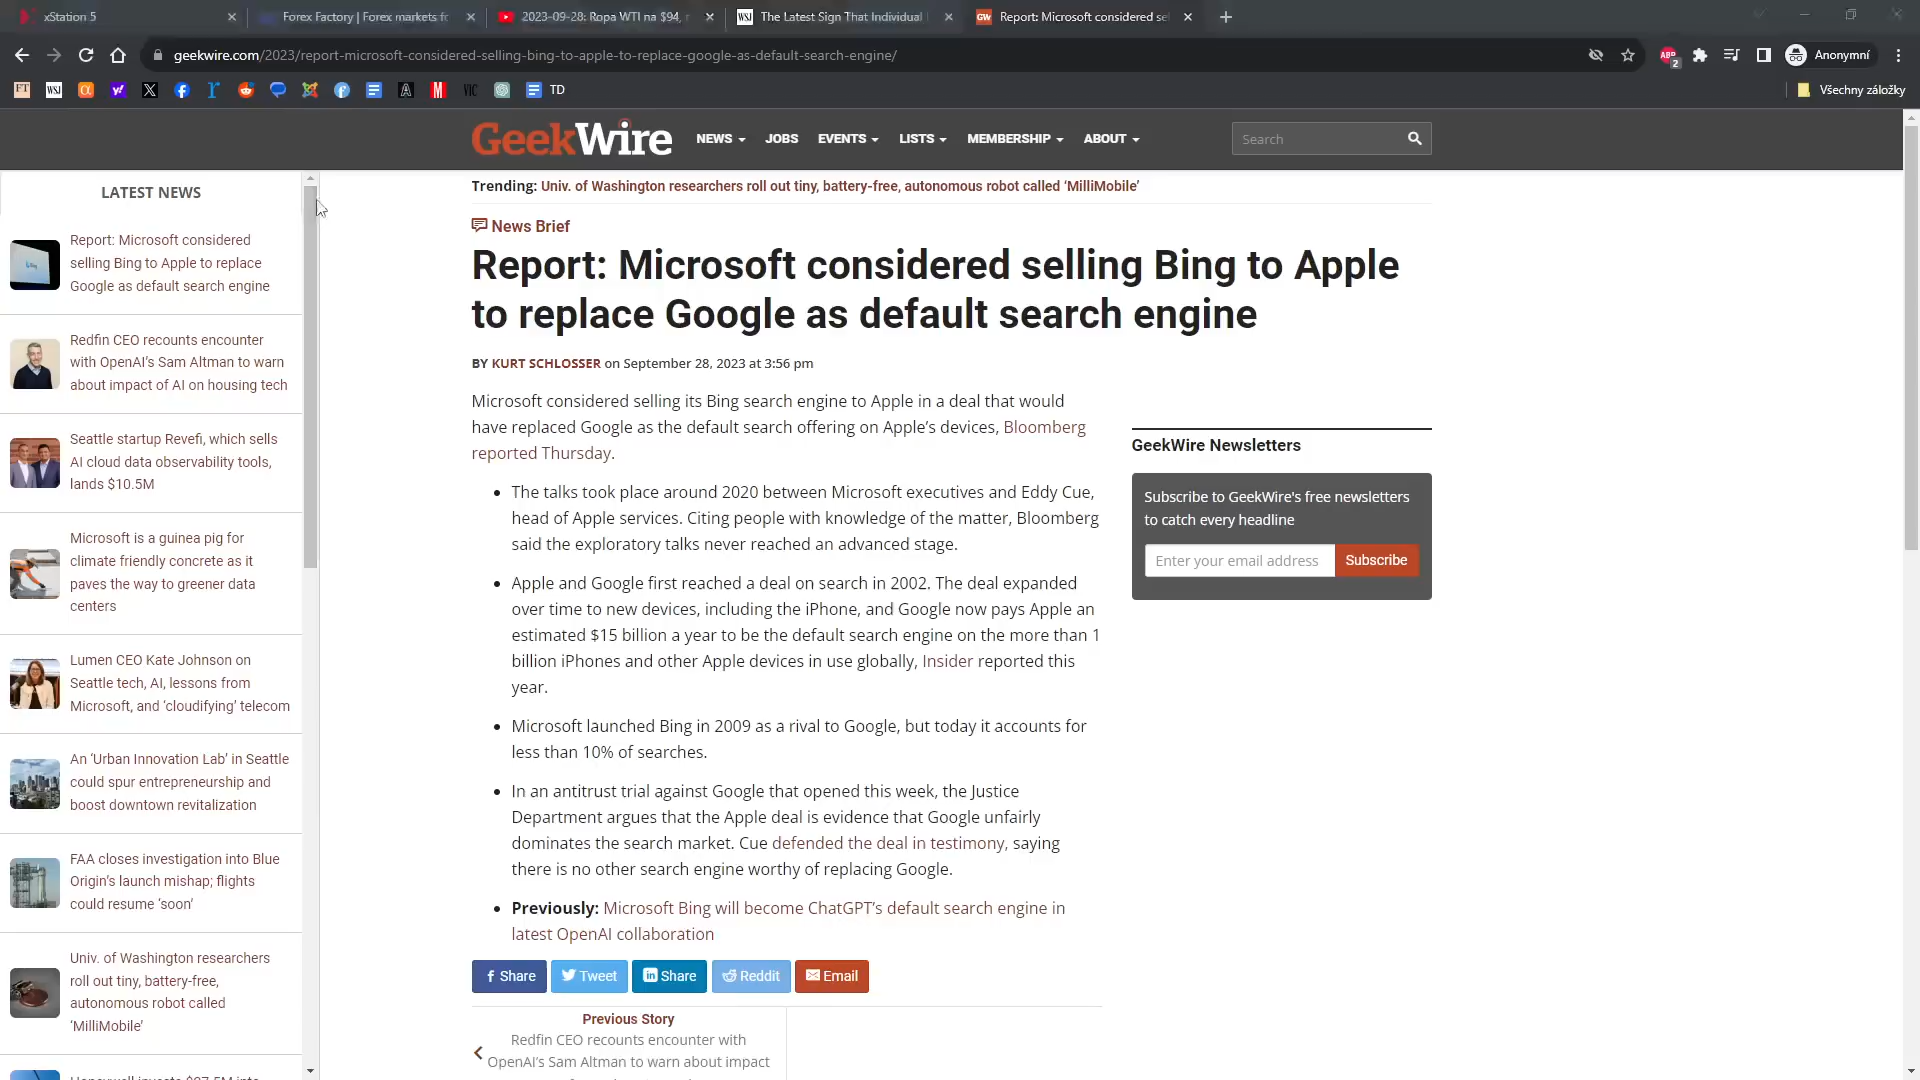 xStation 5
Forex Factory | Forex markets fo
2023-09-28: Ropa WTI na $94,
The Latest Sign That Individual
Report: Microsoft considered sel
geekwire.com/2023/report-microsoft-considered-selling-bing-to-apple-to-replace-google-as-default-search-engine/
ABP
2
Anonymní
FT
WSJ
TD
Všechny záložky
GeekWire
NEWS
JOBS
EVENTS
LISTS
MEMBERSHIP
ABOUT
Search
LATEST NEWS
Report: Microsoft considered
selling Bing to Apple to replace
Google as default search engine
Redfin CEO recounts encounter
with OpenAI’s Sam Altman to warn
about impact of AI on housing tech
Seattle startup Revefi, which sells
AI cloud data observability tools,
lands $10.5M
Microsoft is a guinea pig for
climate friendly concrete as it
paves the way to greener data
centers
Lumen CEO Kate Johnson on
Seattle tech, AI, lessons from
Microsoft, and ‘cloudifying’ telecom
An ‘Urban Innovation Lab’ in Seattle
could spur entrepreneurship and
boost downtown revitalization
FAA closes investigation into Blue
Origin’s launch mishap; flights
could resume ‘soon’
Univ. of Washington researchers
roll out tiny, battery-free,
autonomous robot called
‘MilliMobile’
Trending: Univ. of Washington researchers roll out tiny, battery-free, autonomous robot called ‘MilliMobile’
News Brief
Report: Microsoft considered selling Bing to Apple
to replace Google as default search engine
BY KURT SCHLOSSER on September 28, 2023 at 3:56 pm
Microsoft considered selling its Bing search engine to Apple in a deal that would
have replaced Google as the default search offering on Apple’s devices, Bloomberg
reported Thursday.
• The talks took place around 2020 between Microsoft executives and Eddy Cue,
head of Apple services. Citing people with knowledge of the matter, Bloomberg
said the exploratory talks never reached an advanced stage.
• Apple and Google first reached a deal on search in 2002. The deal expanded
over time to new devices, including the iPhone, and Google now pays Apple an
estimated $15 billion a year to be the default search engine on the more than 1
billion iPhones and other Apple devices in use globally, Insider reported this
year.
• Microsoft launched Bing in 2009 as a rival to Google, but today it accounts for
less than 10% of searches.
• In an antitrust trial against Google that opened this week, the Justice
Department argues that the Apple deal is evidence that Google unfairly
dominates the search market. Cue defended the deal in testimony, saying
there is no other search engine worthy of replacing Google.
• Previously: Microsoft Bing will become ChatGPT’s default search engine in
latest OpenAI collaboration
Share
Tweet
Share
Reddit
Email
Previous Story
Redfin CEO recounts encounter with
OpenAI’s Sam Altman to warn about impact
GeekWire Newsletters
Subscribe to GeekWire's free newsletters
to catch every headline
Enter your email address
Subscribe